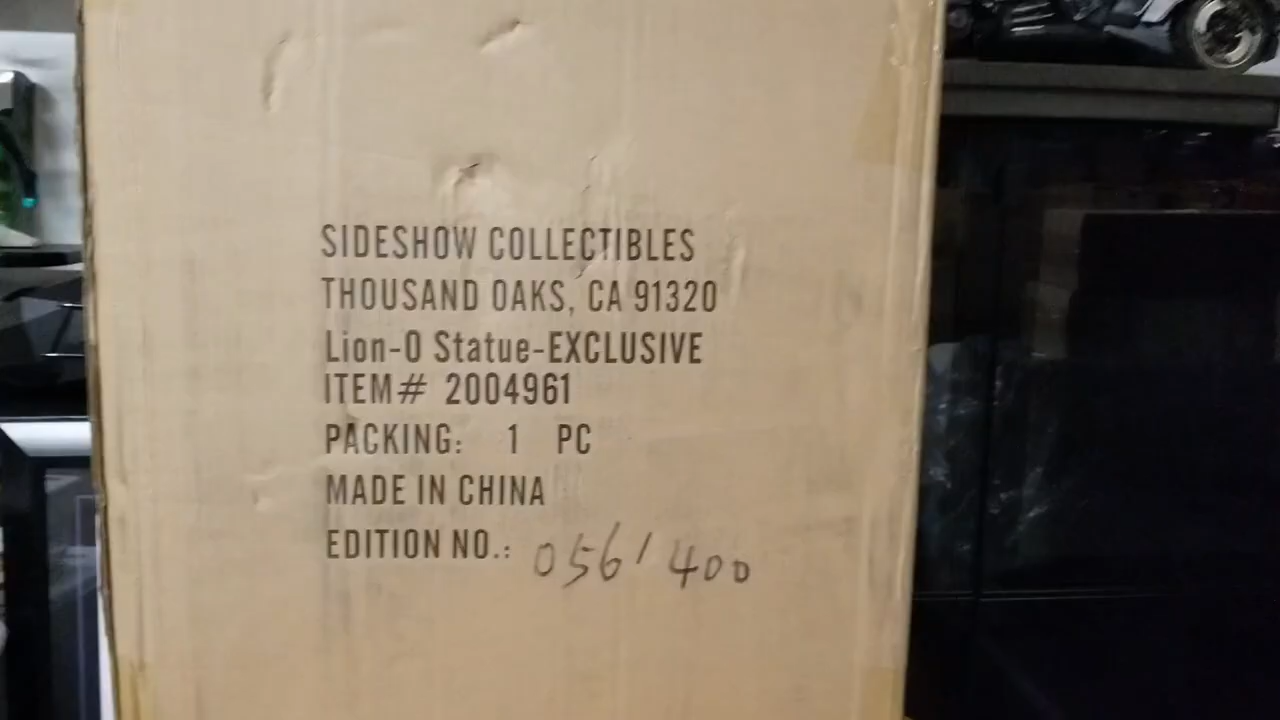 SIDESHOW COLLECTIBLES
THOUSAND OAKS, CA 91320
Lion-O Statue-EXCLUSIVE
ITEM# 2004961
PACKING: 1 PC
MADE IN CHINA
EDITION NO.: 056/400